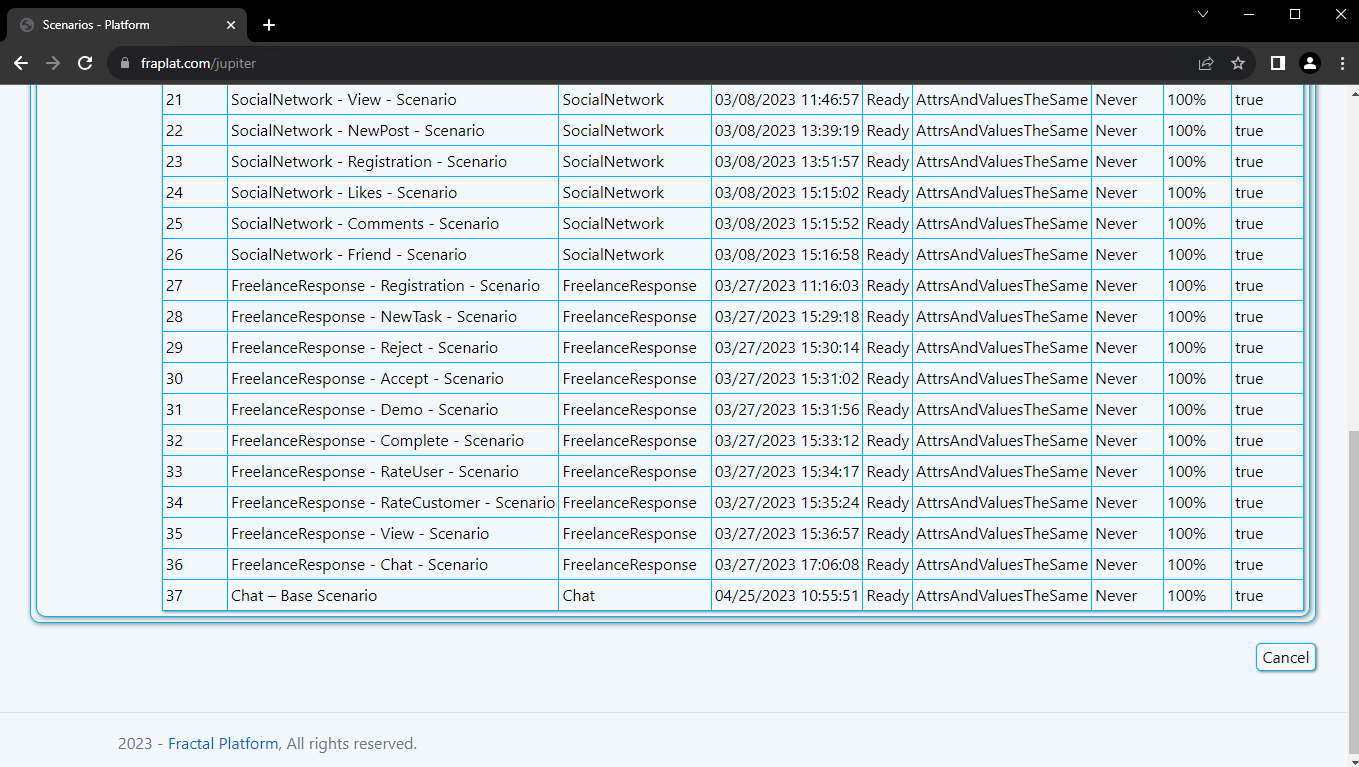 Scenarios - Platform
fraplat.com/jupiter
21 SocialNetwork - View - Scenario SocialNetwork 03/08/2023 11:46:57 Ready AttrsAndValuesTheSame Never 100% true
22 SocialNetwork - NewPost - Scenario SocialNetwork 03/08/2023 13:39:19 Ready AttrsAndValuesTheSame Never 100% true
23 SocialNetwork - Registration - Scenario SocialNetwork 03/08/2023 13:51:57 Ready AttrsAndValuesTheSame Never 100% true
24 SocialNetwork - Likes - Scenario SocialNetwork 03/08/2023 15:15:02 Ready AttrsAndValuesTheSame Never 100% true
25 SocialNetwork - Comments - Scenario SocialNetwork 03/08/2023 15:15:52 Ready AttrsAndValuesTheSame Never 100% true
26 SocialNetwork - Friend - Scenario SocialNetwork 03/08/2023 15:16:58 Ready AttrsAndValuesTheSame Never 100% true
27 FreelanceResponse - Registration - Scenario FreelanceResponse 03/27/2023 11:16:03 Ready AttrsAndValuesTheSame Never 100% true
28 FreelanceResponse - NewTask - Scenario FreelanceResponse 03/27/2023 15:29:18 Ready AttrsAndValuesTheSame Never 100% true
29 FreelanceResponse - Reject - Scenario FreelanceResponse 03/27/2023 15:30:14 Ready AttrsAndValuesTheSame Never 100% true
30 FreelanceResponse - Accept - Scenario FreelanceResponse 03/27/2023 15:31:02 Ready AttrsAndValuesTheSame Never 100% true
31 FreelanceResponse - Demo - Scenario FreelanceResponse 03/27/2023 15:31:56 Ready AttrsAndValuesTheSame Never 100% true
32 FreelanceResponse - Complete - Scenario FreelanceResponse 03/27/2023 15:33:12 Ready AttrsAndValuesTheSame Never 100% true
33 FreelanceResponse - RateUser - Scenario FreelanceResponse 03/27/2023 15:34:17 Ready AttrsAndValuesTheSame Never 100% true
34 FreelanceResponse - RateCustomer - Scenario FreelanceResponse 03/27/2023 15:35:24 Ready AttrsAndValuesTheSame Never 100% true
35 FreelanceResponse - View - Scenario FreelanceResponse 03/27/2023 15:36:57 Ready AttrsAndValuesTheSame Never 100% true
36 FreelanceResponse - Chat - Scenario FreelanceResponse 03/27/2023 17:06:08 Ready AttrsAndValuesTheSame Never 100% true
37 Chat – Base Scenario Chat 04/25/2023 10:55:51 Ready AttrsAndValuesTheSame Never 100% true
Cancel
2023 - Fractal Platform, All rights reserved.